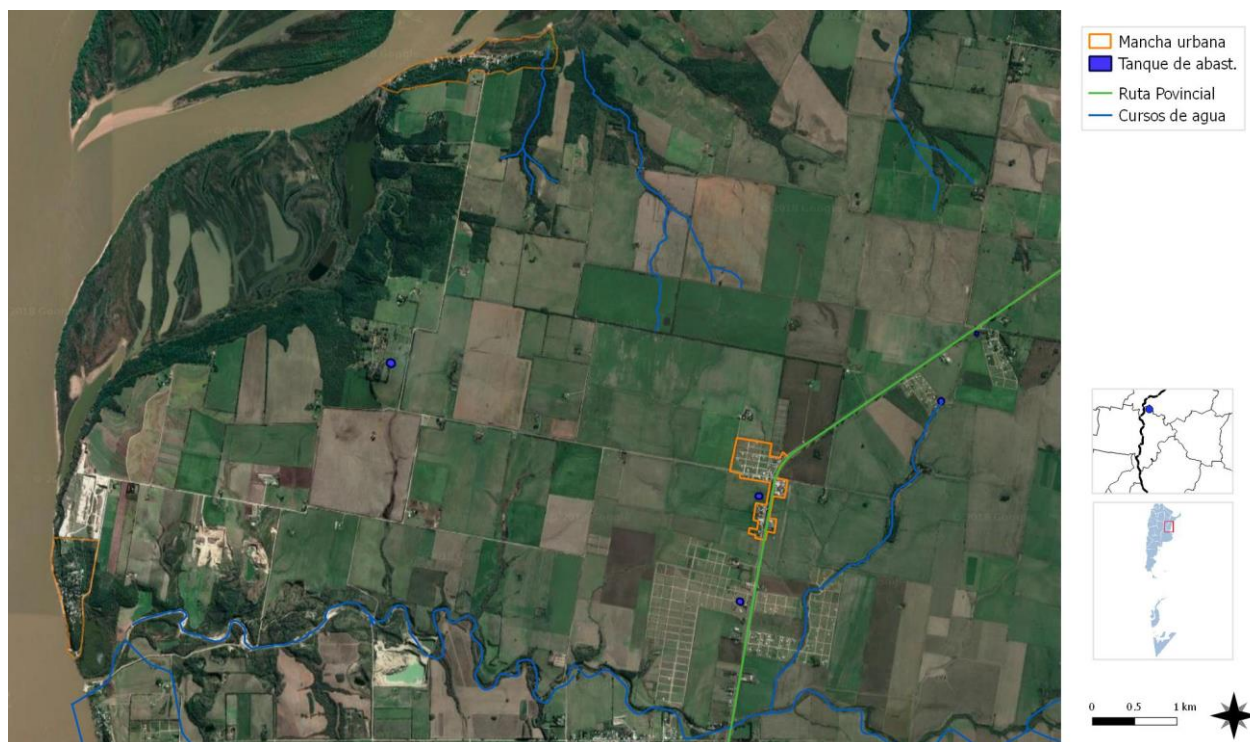 Mancha urbana
Tanque de abast.
Ruta Povincial
Cursos de agua
0 0.5 1 km